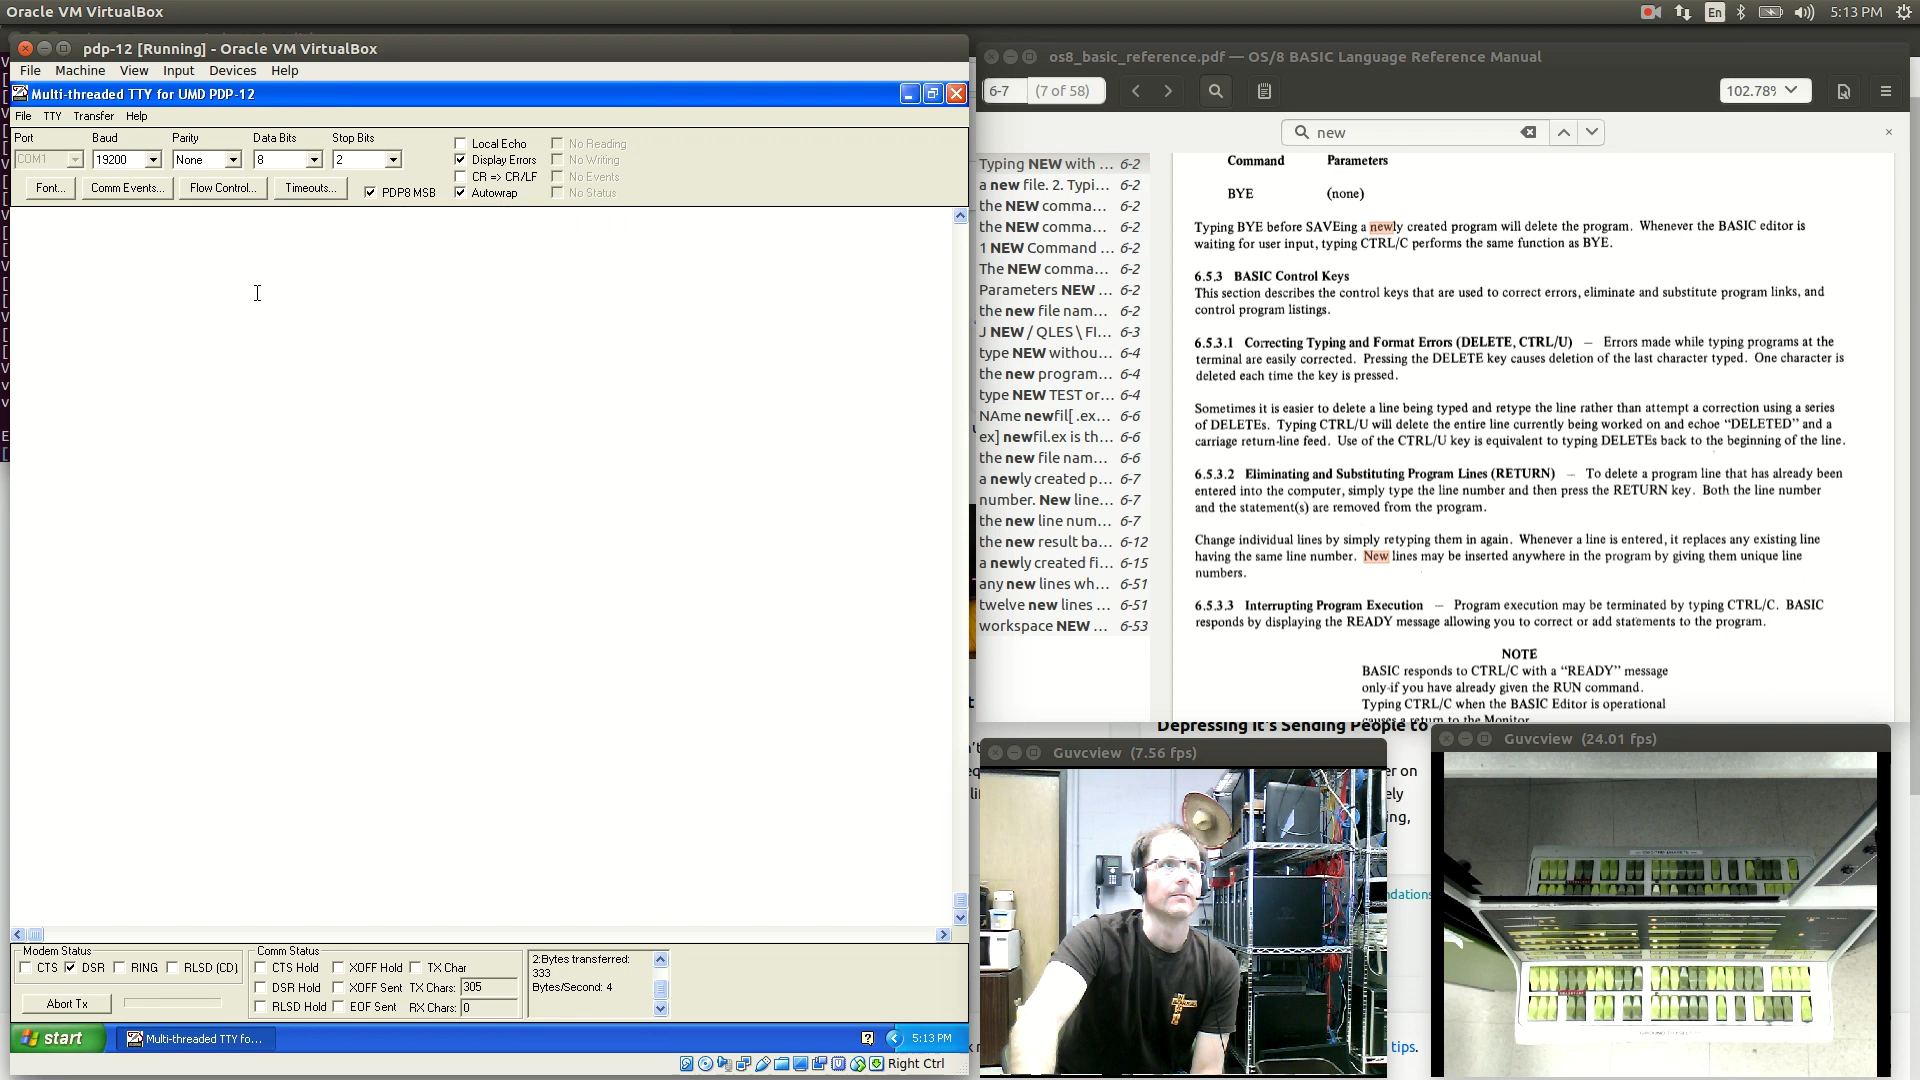 Oracle VM VirtualBox
En
5:13 PM
pdp-12 [Running] - Oracle VM VirtualBox
File Machine View Input Devices Help
Multi-threaded TTY for UMD PDP-12
File TTY Transfer Help
Port Baud Parity Data Bits Stop Bits
COM1 19200 None 8 2
Font... Comm Events... Flow Control... Timeouts... PDP8 MSB
Local Echo No Reading
Display Errors No Writing
CR => CR/LF No Events
Autowrap No Status
Modem Status
CTS DSR RING RLSD (CD)
Abort Tx
Comm Status
CTS Hold XOFF Hold TX Char
DSR Hold XOFF Sent TX Chars: 305
RLSD Hold EOF Sent RX Chars: 0
2:Bytes transferred:
333
Bytes/Second: 4
start Multi-threaded TTY fo... 5:13 PM
Right Ctrl
os8_basic_reference.pdf — OS/8 BASIC Language Reference Manual
6-7 (7 of 58) 102.78%
new
Typing NEW with ... 6-2
a new file. 2. Typi... 6-2
the NEW comma... 6-2
the NEW comma... 6-2
1 NEW Command ... 6-2
The NEW comma... 6-2
Parameters NEW ... 6-2
the new file nam... 6-2
J NEW / QLES \ FI... 6-3
type NEW withou... 6-4
the new program... 6-4
type NEW TEST or... 6-4
NAme newfil[ .ex... 6-6
ex] newfil.ex is th... 6-6
the new file nam... 6-6
a newly created p... 6-7
number. New line... 6-7
the new line num... 6-7
the new result ba... 6-12
a newly created fi... 6-15
any new lines wh... 6-51
twelve new lines ... 6-51
workspace NEW ... 6-53
Command Parameters
BYE (none)
Typing BYE before SAVEing a newly created program will delete the program. Whenever the BASIC editor is
waiting for user input, typing CTRL/C performs the same function as BYE.
6.5.3 BASIC Control Keys
This section describes the control keys that are used to correct errors, eliminate and substitute program links, and
control program listings.
6.5.3.1 Correcting Typing and Format Errors (DELETE, CTRL/U) — Errors made while typing programs at the
terminal are easily corrected. Pressing the DELETE key causes deletion of the last character typed. One character is
deleted each time the key is pressed.
Sometimes it is easier to delete a line being typed and retype the line rather than attempt a correction using a series
of DELETEs. Typing CTRL/U will delete the entire line currently being worked on and echoe “DELETED” and a
carriage return-line feed. Use of the CTRL/U key is equivalent to typing DELETEs back to the beginning of the line.
6.5.3.2 Eliminating and Substituting Program Lines (RETURN) — To delete a program line that has already been
entered into the computer, simply type the line number and then press the RETURN key. Both the line number
and the statement(s) are removed from the program.
Change individual lines by simply retyping them in again. Whenever a line is entered, it replaces any existing line
having the same line number. New lines may be inserted anywhere in the program by giving them unique line
numbers.
6.5.3.3 Interrupting Program Execution — Program execution may be terminated by typing CTRL/C. BASIC
responds by displaying the READY message allowing you to correct or add statements to the program.
NOTE
BASIC responds to CTRL/C with a “READY” message
only if you have already given the RUN command.
Typing CTRL/C when the BASIC Editor is operational
causes a return to the Monitor
Depressing It's Sending People to
Guvcview (7.56 fps)
Guvcview (24.01 fps)
er on
ely
ing,
ndations
tips.